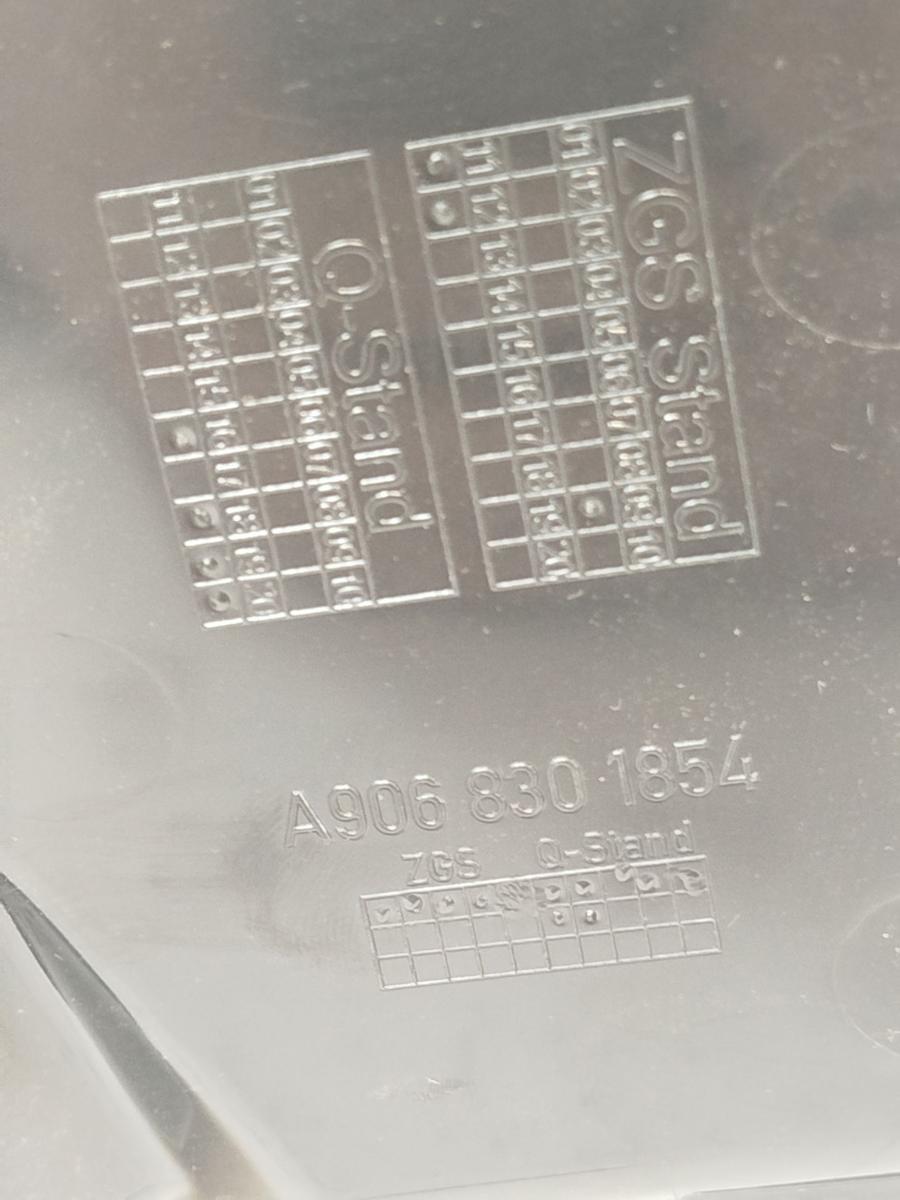 ZGS Stand
01 02 03 04 05 06 07 08 09 10
11 12 13 14 15 16 17 18 19 20
Q-Stand
01 02 03 04 05 06 07 08 09 10
11 12 13 14 15 16 17 18 19 20
A906 830 1854
ZGS Q-Stand